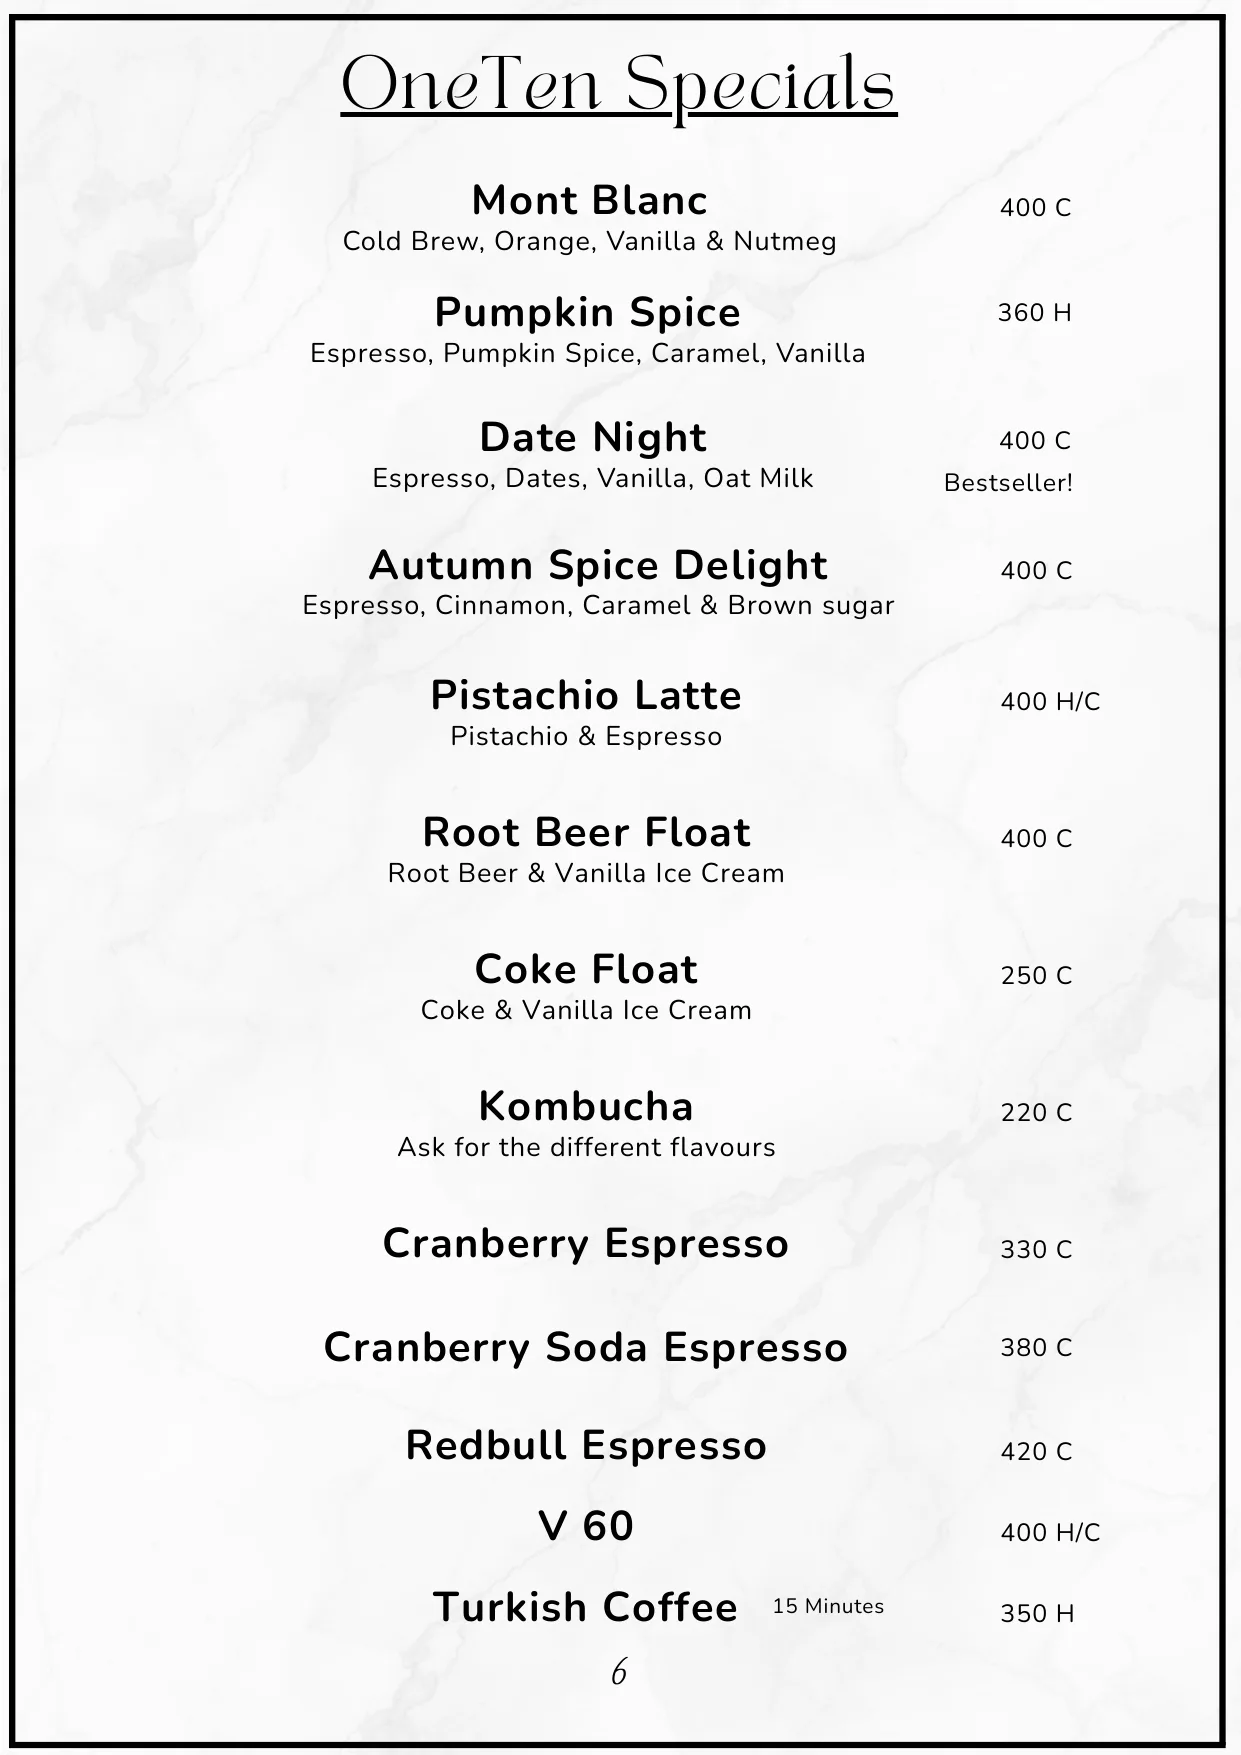 OneTen Specials
Mont Blanc
400 C
Cold Brew, Orange, Vanilla & Nutmeg
Pumpkin Spice
360 H
Espresso, Pumpkin Spice, Caramel, Vanilla
Date Night
400 C
Espresso, Dates, Vanilla, Oat Milk
Bestseller!
Autumn Spice Delight
400 C
Espresso, Cinnamon, Caramel & Brown sugar
Pistachio Latte
400 H/C
Pistachio & Espresso
Root Beer Float
400 C
Root Beer & Vanilla Ice Cream
Coke Float
250 C
Coke & Vanilla Ice Cream
Kombucha
220 C
Ask for the different flavours
Cranberry Espresso
330 C
Cranberry Soda Espresso
380 C
Redbull Espresso
420 C
V 60
400 H/C
Turkish Coffee 15 Minutes
350 H
6